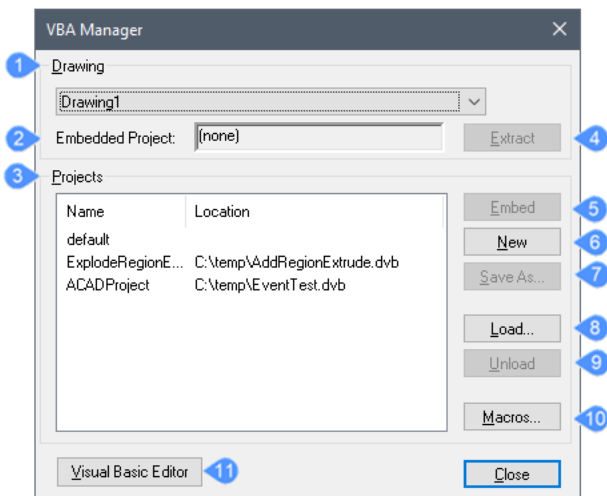 VBA Manager
1 Drawing
Drawing1
2 Embedded Project: (none) Extract 4
3 Projects
Name Location
default
ExplodeRegionE... C:\temp\AddRegionExtrude.dvb
ACADProject C:\temp\EventTest.dvb
Embed 5
New 6
Save As... 7
Load... 8
Unload 9
Macros... 10
Visual Basic Editor 11
Close